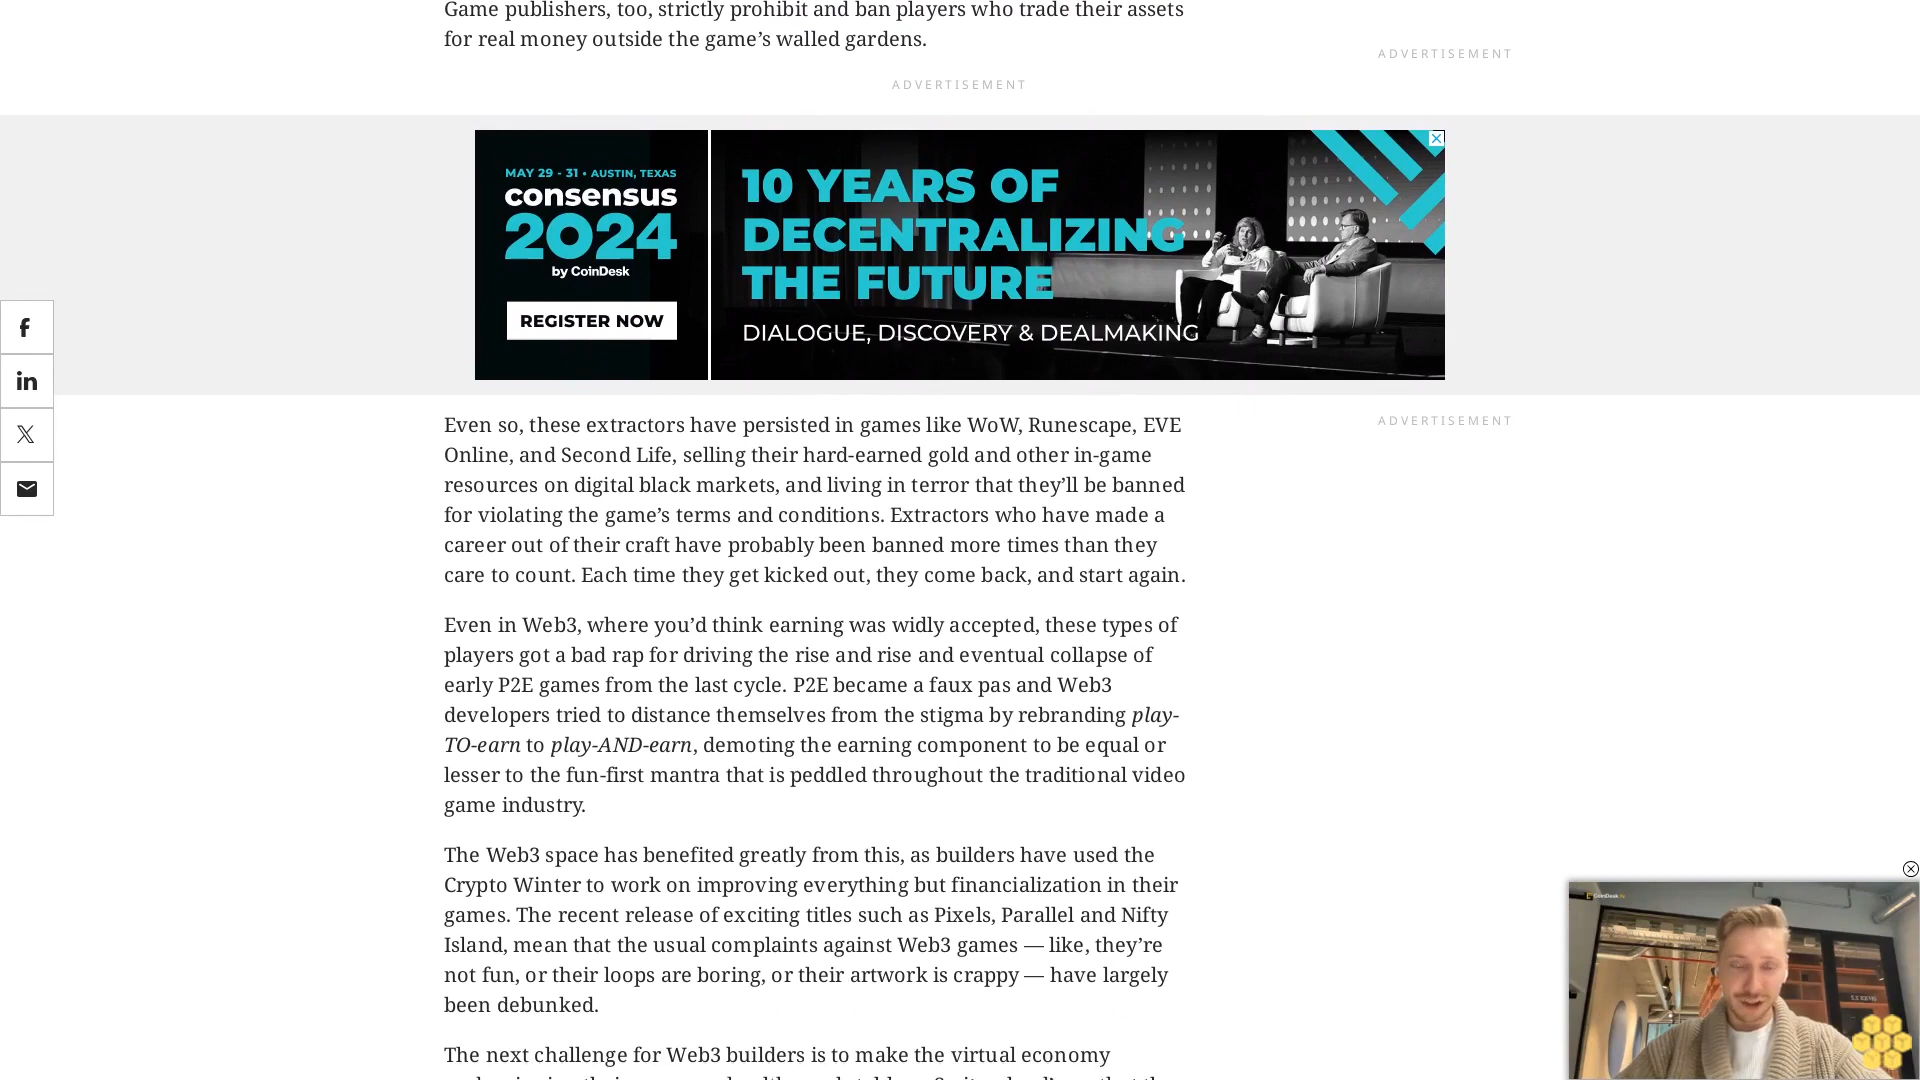 Game publishers, too, strictly prohibit and ban players who trade their assets
for real money outside the game’s walled gardens.
ADVERTISEMENT
ADVERTISEMENT
MAY 29 - 31 • AUSTIN, TEXAS
consensus
2024
by CoinDesk
REGISTER NOW
10 YEARS OF
DECENTRALIZING
THE FUTURE
DIALOGUE, DISCOVERY & DEALMAKING
Even so, these extractors have persisted in games like WoW, Runescape, EVE
Online, and Second Life, selling their hard-earned gold and other in-game
resources on digital black markets, and living in terror that they’ll be banned
for violating the game’s terms and conditions. Extractors who have made a
career out of their craft have probably been banned more times than they
care to count. Each time they get kicked out, they come back, and start again.
ADVERTISEMENT
Even in Web3, where you’d think earning was widly accepted, these types of
players got a bad rap for driving the rise and rise and eventual collapse of
early P2E games from the last cycle. P2E became a faux pas and Web3
developers tried to distance themselves from the stigma by rebranding play-
TO-earn to play-AND-earn, demoting the earning component to be equal or
lesser to the fun-first mantra that is peddled throughout the traditional video
game industry.
The Web3 space has benefited greatly from this, as builders have used the
Crypto Winter to work on improving everything but financialization in their
games. The recent release of exciting titles such as Pixels, Parallel and Nifty
Island, mean that the usual complaints against Web3 games — like, they’re
not fun, or their loops are boring, or their artwork is crappy — have largely
been debunked.
The next challenge for Web3 builders is to make the virtual economy
CoinDesk